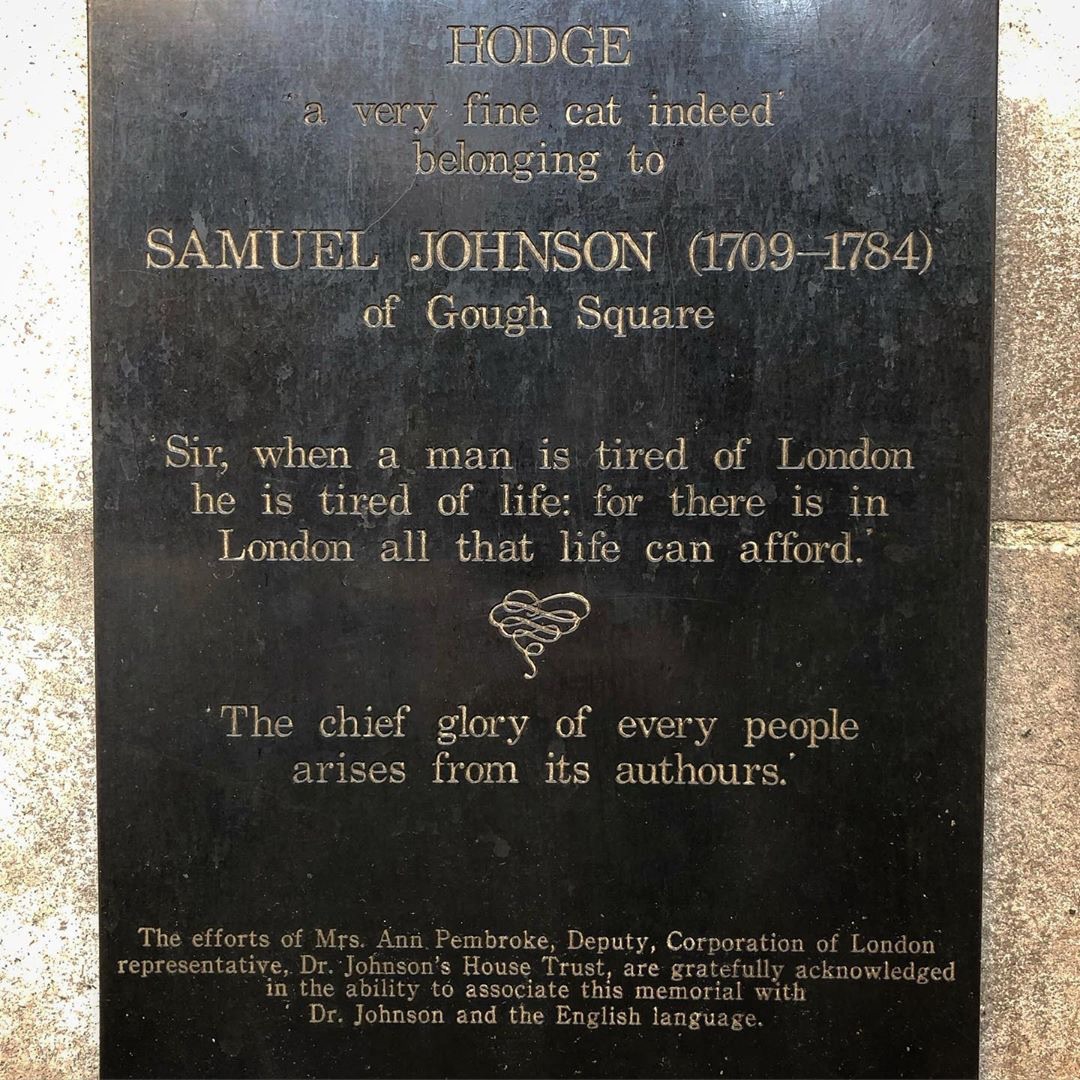 HODGE
'a very fine cat indeed'
belonging to
SAMUEL JOHNSON (1709–1784)
of Gough Square
'Sir, when a man is tired of London
he is tired of life: for there is in
London all that life can afford.'
'The chief glory of every people
arises from its authours.'
The efforts of Mrs. Ann Pembroke, Deputy, Corporation of London
representative, Dr. Johnson's House Trust, are gratefully acknowledged
in the ability to associate this memorial with
Dr. Johnson and the English language.